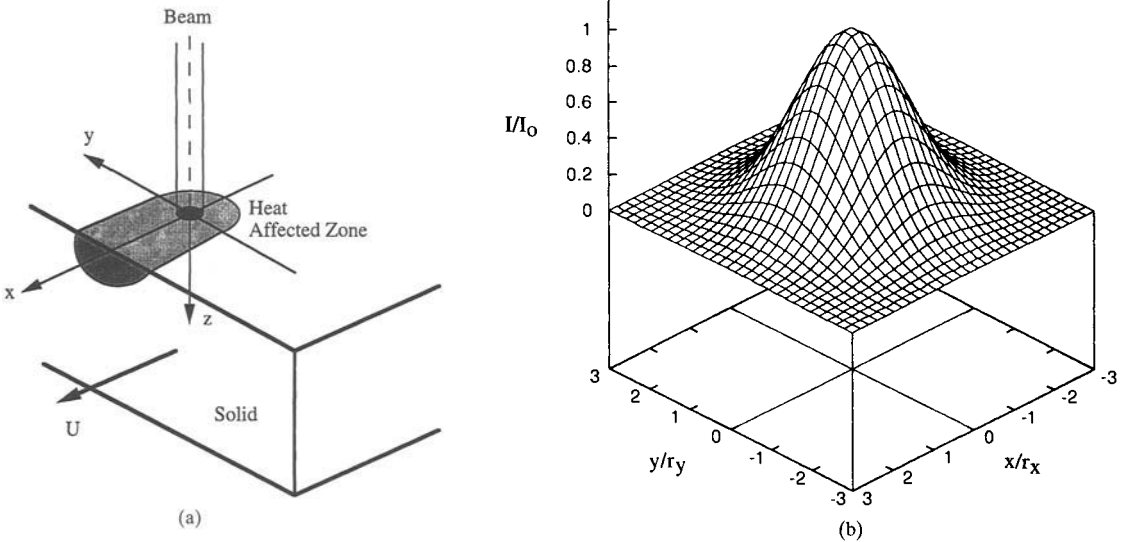 Beam
y
Heat
Affected Zone
x
z
U
Solid
(a)
1
0.8
0.6
I/I₀
0.4
0.2
0
3
2
1
0
-1
-2
-3
y/r_y
3
2
1
0
-1
-2
-3
x/r_x
(b)